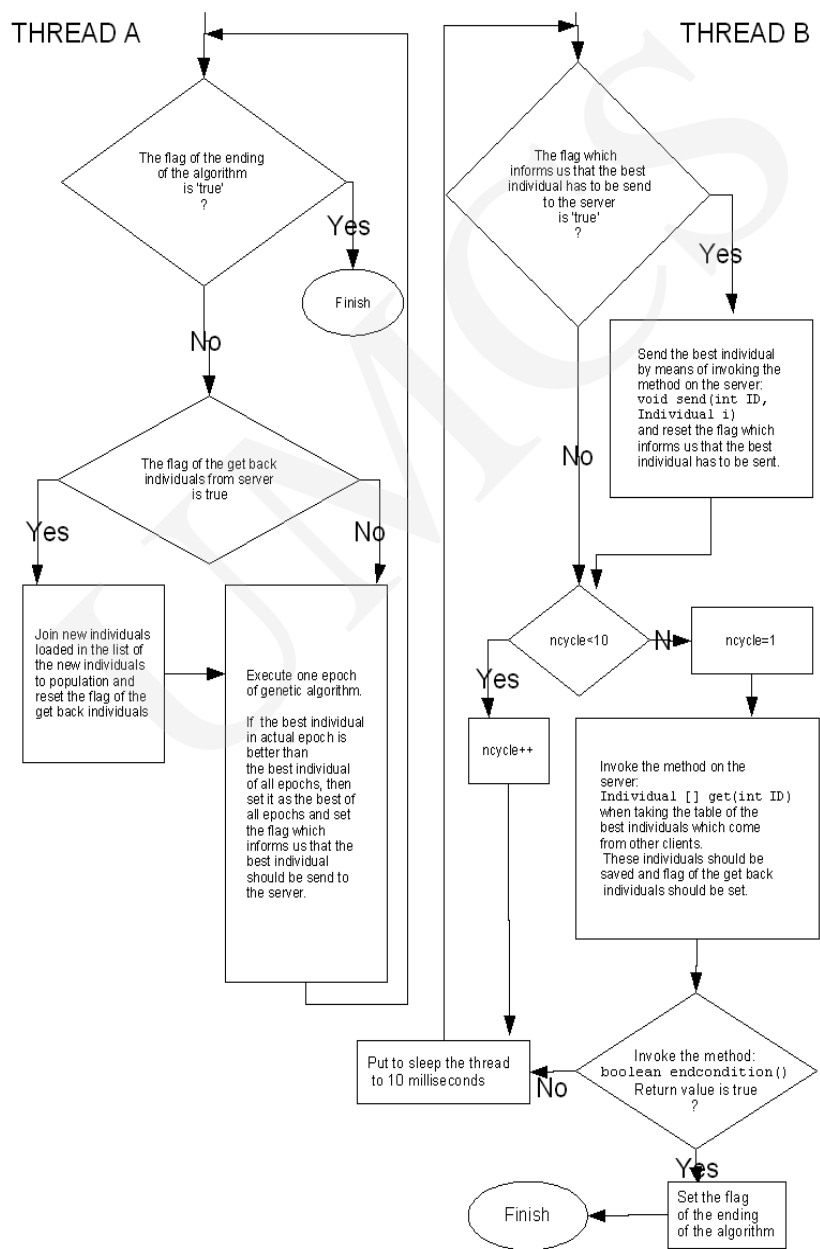 THREAD A
The flag of the ending
of the algorithm
is 'true'
?
Yes
Finish
No
The flag of the get back
individuals from server
is true
Yes
No
Join new individuals
loaded in the list of
the new individuals
to population and
reset the flag of the
get back individuals
Execute one epoch
of genetic algorithm.
If the best individual
in actual epoch is
better than
the best individual
of all epochs, then
set it as the best of
all epochs and set
the flag which
informs us that the
best individual
should be send to
the server.
THREAD B
The flag which
informs us that the best
individual has to be send
to the server
is 'true'
?
Yes
Send the best individual
by means of invoking the
method on the server:
void send(int ID,
Individual i)
and reset the flag which
informs us that the best
individual has to be sent.
No
ncycle<10
N
ncycle=1
Yes
ncycle++
Invoke the method on the
server:
Individual [] get(int ID)
when taking the table of the
best individuals which come
from other clients.
These individuals should be
saved and flag of the get back
individuals should be set.
Put to sleep the thread
to 10 milliseconds
No
Invoke the method:
boolean endcondition()
Return value is true
?
Yes
Set the flag
of the ending
of the algorithm
Finish
UMCS